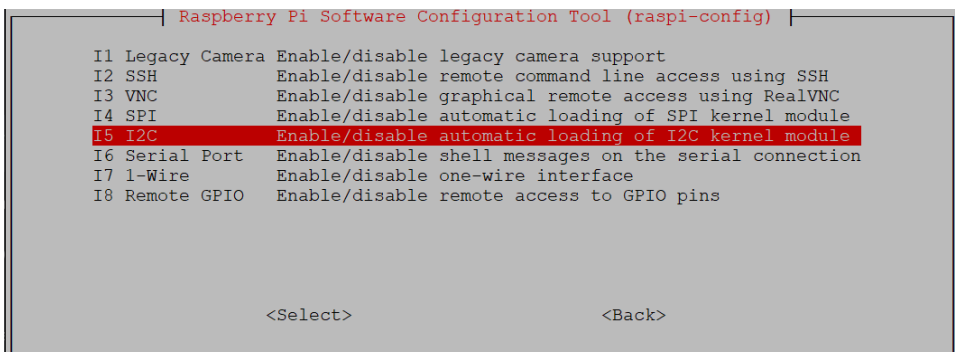 Raspberry Pi Software Configuration Tool (raspi-config)
I1 Legacy Camera Enable/disable legacy camera support
I2 SSH Enable/disable remote command line access using SSH
I3 VNC Enable/disable graphical remote access using RealVNC
I4 SPI Enable/disable automatic loading of SPI kernel module
I5 I2C Enable/disable automatic loading of I2C kernel module
I6 Serial Port Enable/disable shell messages on the serial connection
I7 1-Wire Enable/disable one-wire interface
I8 Remote GPIO Enable/disable remote access to GPIO pins
<Select> <Back>